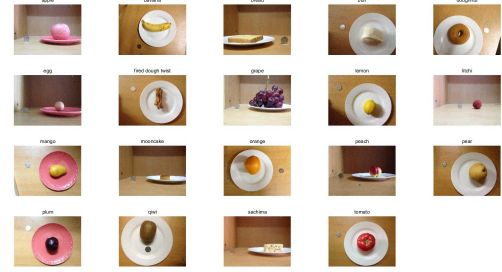 apple banana bread bun
egg fried dough twist grape lemon litchi
mango mooncake orange peach pear
plum qiwi sachima tomato